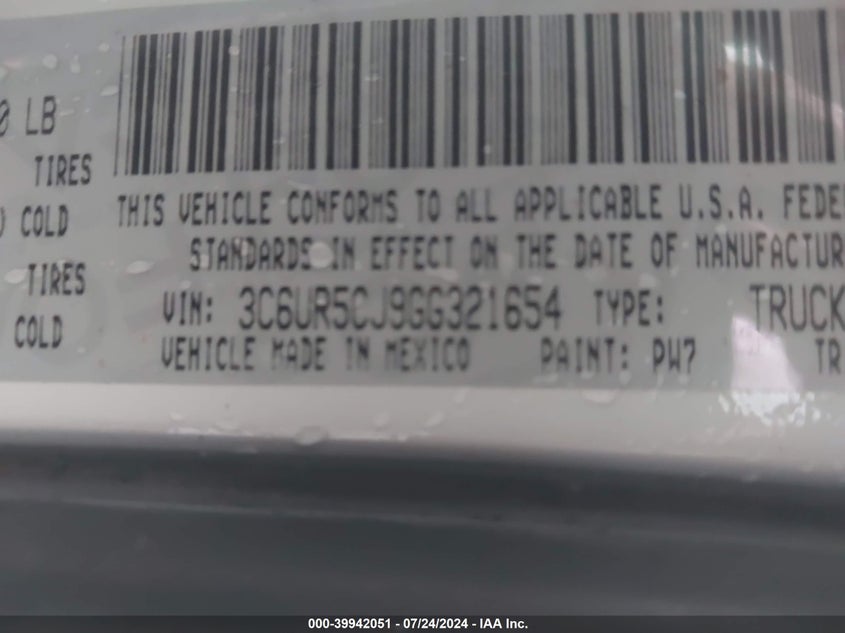 0 LB
TIRES
THIS VEHICLE CONFORMS TO ALL APPLICABLE U.S.A. FEDE
COLD
STANDARDS IN EFFECT ON THE DATE OF MANUFACTUR
TIRES
VIN: 3C6UR5CJ9GG321654 TYPE: TRUCK
COLD
VEHICLE MADE IN MEXICO PAINT: PW7 TR
000-39942051 - 07/24/2024 - IAA Inc.